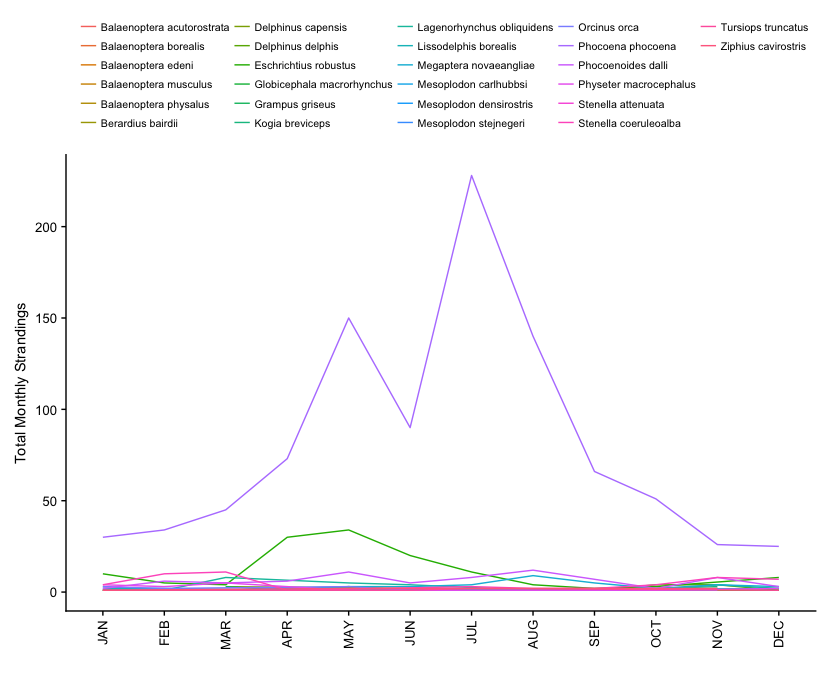 Balaenoptera acutorostrata Delphinus capensis Lagenorhynchus obliquidens Orcinus orca Tursiops truncatus
Balaenoptera borealis Delphinus delphis Lissodelphis borealis Phocoena phocoena Ziphius cavirostris
Balaenoptera edeni Eschrichtius robustus Megaptera novaeangliae Phocoenoides dalli
Balaenoptera musculus Globicephala macrorhynchus Mesoplodon carlhubbsi Physeter macrocephalus
Balaenoptera physalus Grampus griseus Mesoplodon densirostris Stenella attenuata
Berardius bairdii Kogia breviceps Mesoplodon stejnegeri Stenella coeruleoalba
Total Monthly Strandings
200
150
100
50
0
JAN FEB MAR APR MAY JUN JUL AUG SEP OCT NOV DEC